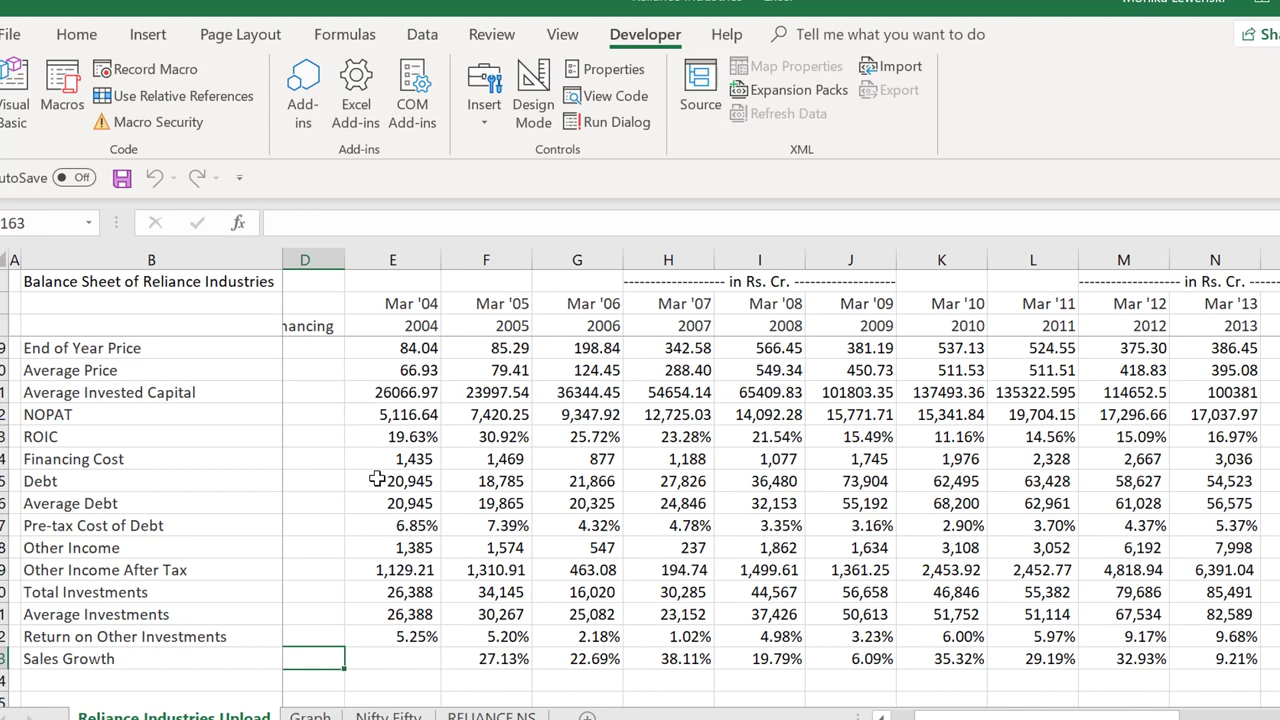 File Home Insert Page Layout Formulas Data Review View Developer Help Tell me what you want to do
Record Macro
Use Relative References
Macro Security
Visual Basic
Macros
Code
Add-ins
Excel Add-ins
COM Add-ins
Add-ins
Insert
Design Mode
Properties
View Code
Run Dialog
Controls
Source
Map Properties
Expansion Packs
Refresh Data
Import
Export
XML
utoSave Off
163 fx
A B D E F G H I J K L M N
Balance Sheet of Reliance Industries ------------------ in Rs. Cr. ------------------ ------------------ in Rs. Cr. ------------------
Mar '04 Mar '05 Mar '06 Mar '07 Mar '08 Mar '09 Mar '10 Mar '11 Mar '12 Mar '13
nancing 2004 2005 2006 2007 2008 2009 2010 2011 2012 2013
9 End of Year Price 84.04 85.29 198.84 342.58 566.45 381.19 537.13 524.55 375.30 386.45
0 Average Price 66.93 79.41 124.45 288.40 549.34 450.73 511.53 511.51 418.83 395.08
1 Average Invested Capital 26066.97 23997.54 36344.45 54654.14 65409.83 101803.35 137493.36 135322.595 114652.5 100381
2 NOPAT 5,116.64 7,420.25 9,347.92 12,725.03 14,092.28 15,771.71 15,341.84 19,704.15 17,296.66 17,037.97
3 ROIC 19.63% 30.92% 25.72% 23.28% 21.54% 15.49% 11.16% 14.56% 15.09% 16.97%
4 Financing Cost 1,435 1,469 877 1,188 1,077 1,745 1,976 2,328 2,667 3,036
5 Debt 20,945 18,785 21,866 27,826 36,480 73,904 62,495 63,428 58,627 54,523
6 Average Debt 20,945 19,865 20,325 24,846 32,153 55,192 68,200 62,961 61,028 56,575
7 Pre-tax Cost of Debt 6.85% 7.39% 4.32% 4.78% 3.35% 3.16% 2.90% 3.70% 4.37% 5.37%
8 Other Income 1,385 1,574 547 237 1,862 1,634 3,108 3,052 6,192 7,998
9 Other Income After Tax 1,129.21 1,310.91 463.08 194.74 1,499.61 1,361.25 2,453.92 2,452.77 4,818.94 6,391.04
0 Total Investments 26,388 34,145 16,020 30,285 44,567 56,658 46,846 55,382 79,686 85,491
1 Average Investments 26,388 30,267 25,082 23,152 37,426 50,613 51,752 51,114 67,534 82,589
2 Return on Other Investments 5.25% 5.20% 2.18% 1.02% 4.98% 3.23% 6.00% 5.97% 9.17% 9.68%
3 Sales Growth 27.13% 22.69% 38.11% 19.79% 6.09% 35.32% 29.19% 32.93% 9.21%
4
5
Reliance Industries Upload Graph Nifty Fifty RELIANCE.NS